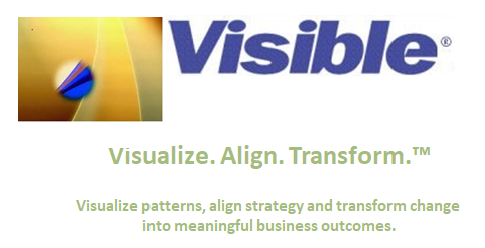 Visible®
Visualize. Align. Transform.™
Visualize patterns, align strategy and transform change
into meaningful business outcomes.